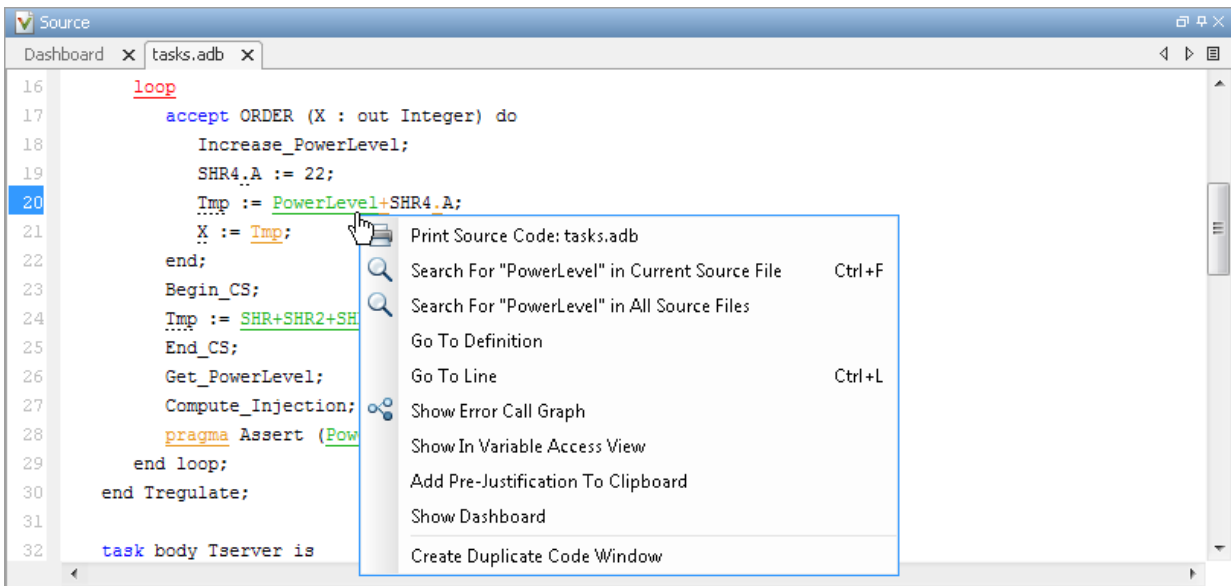 Source
Dashboard tasks.adb
16 loop
17 accept ORDER (X : out Integer) do
18 Increase_PowerLevel;
19 SHR4.A := 22;
20 Tmp := PowerLevel+SHR4.A;
21 X := Tmp;
22 end;
23 Begin_CS;
24 Tmp := SHR+SHR2+SH
25 End_CS;
26 Get_PowerLevel;
27 Compute_Injection;
28 pragma Assert (Pow
29 end loop;
30 end Tregulate;
31
32 task body Tserver is
Print Source Code: tasks.adb
Search For "PowerLevel" in Current Source File Ctrl+F
Search For "PowerLevel" in All Source Files
Go To Definition
Go To Line Ctrl+L
Show Error Call Graph
Show In Variable Access View
Add Pre-Justification To Clipboard
Show Dashboard
Create Duplicate Code Window